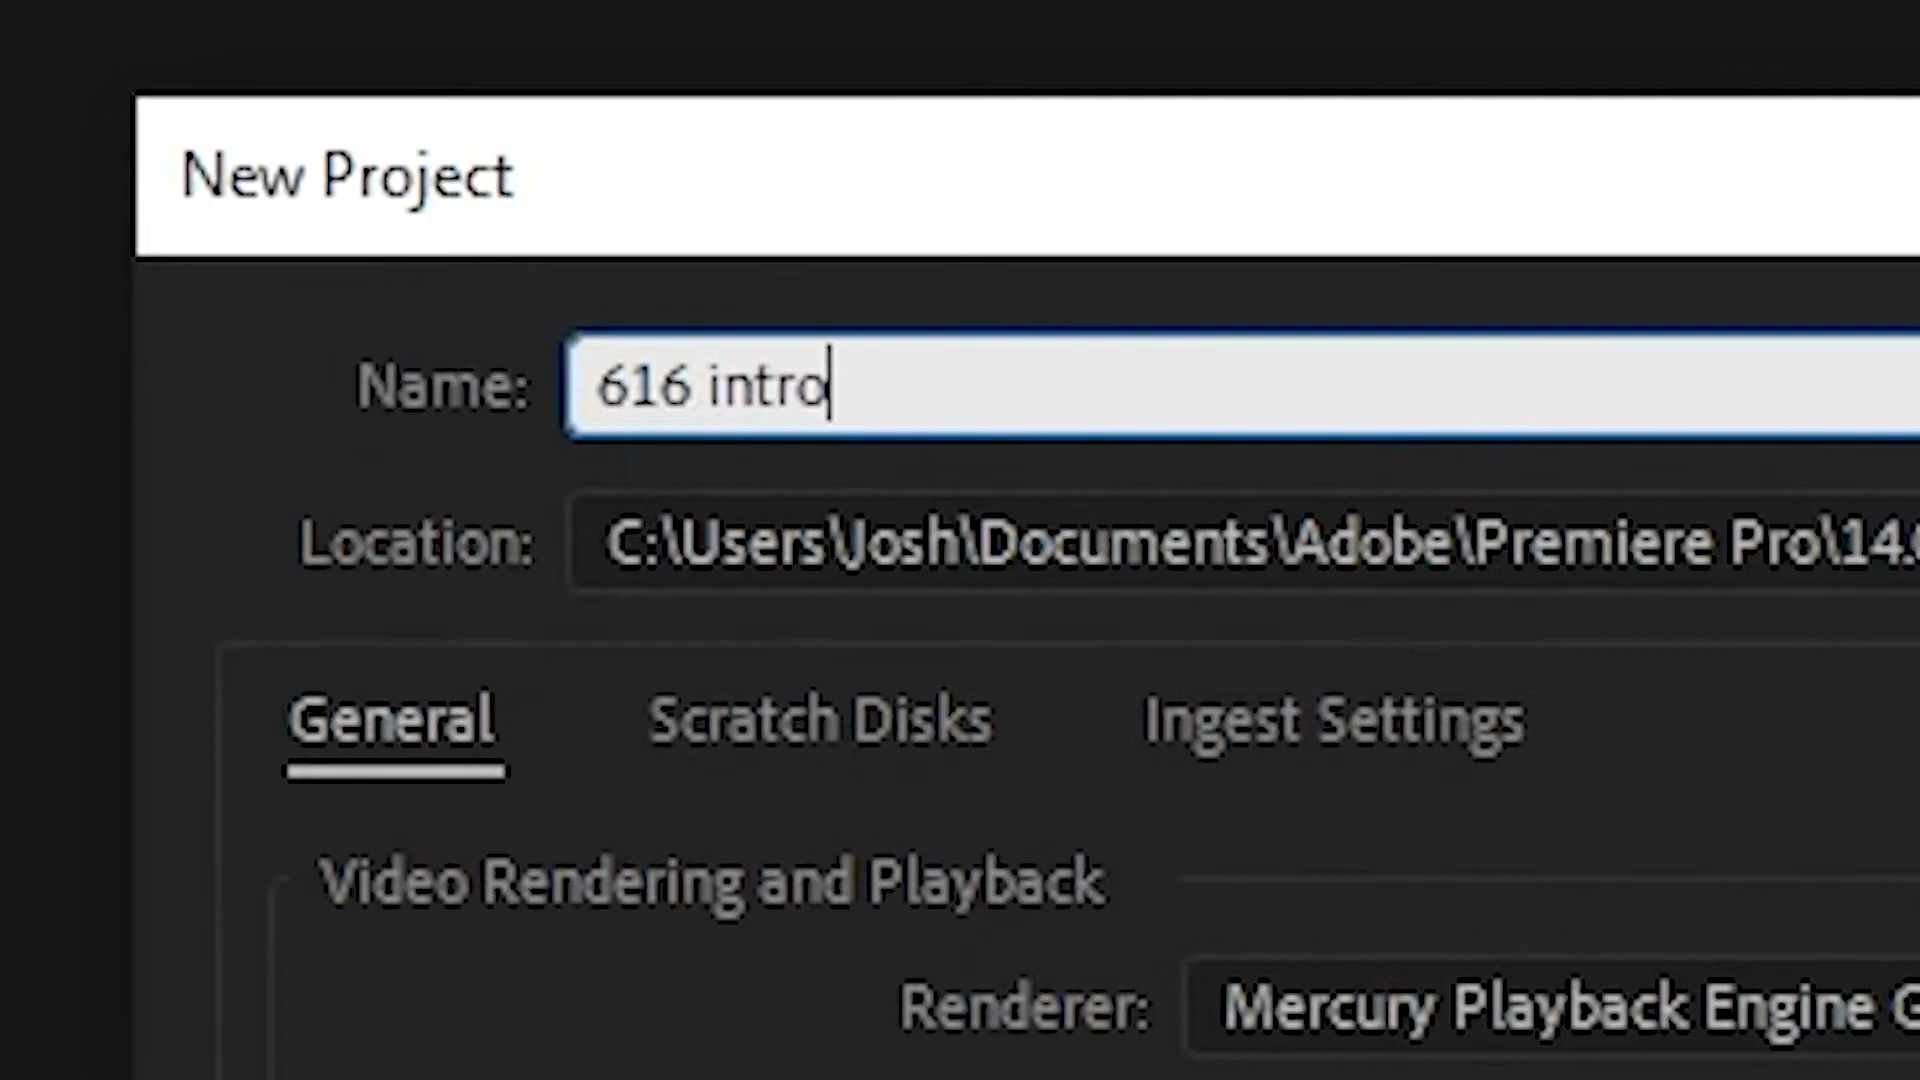 New Project
Name: 616 intro
Location: C:\Users\Josh\Documents\Adobe\Premiere Pro\14.
General Scratch Disks Ingest Settings
Video Rendering and Playback
Renderer: Mercury Playback Engine